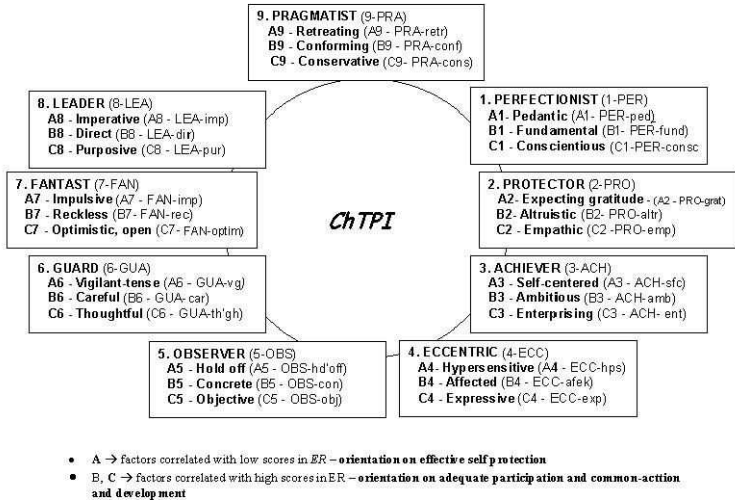 9. PRAGMATIST (9-PRA)
A9 - Retreating (A9 - PRA-retr)
B9 - Conforming (B9 - PRA-conf)
C9 - Conservative (C9- PRA-cons)
8. LEADER (8-LEA)
A8 - Imperative (A8 - LEA-imp)
B8 - Direct (B8 - LEA-dir)
C8 - Purposive (C8 - LEA-pur)
1. PERFECTIONIST (1-PER)
A1- Pedantic (A1- PER-ped)
B1 - Fundamental (B1- PER-fund)
C1 - Conscientious (C1-PER-consc
7. FANTAST (7-FAN)
A7 - Impulsive (A7 - FAN-imp)
B7 - Reckless (B7- FAN-rec)
C7 - Optimistic, open (C7- FAN-optim)
ChTPI
2. PROTECTOR (2-PRO)
A2- Expecting gratitude - (A2 - PRO-grat)
B2- Altruistic (B2- PRO-altr)
C2 - Empathic (C2 -PRO-emp)
6. GUARD (6-GUA)
A6 - Vigilant-tense (A6 - GUA-vg)
B6 - Careful (B6 - GUA-car)
C6 - Thoughtful (C6 - GUA-th'gh)
3. ACHIEVER (3-ACH)
A3 - Self-centered (A3 - ACH-sfc)
B3 - Ambitious (B3 - ACH-amb)
C3 - Enterprising (C3 - ACH- ent)
5. OBSERVER (5-OBS)
A5 - Hold off (A5 - OBS-hd'off)
B5 - Concrete (B5 - OBS-con)
C5 - Objective (C5 - OBS-obj)
4. ECCENTRIC (4-ECC)
A4- Hypersensitive (A4 - ECC-hps)
B4 - Affected (B4 - ECC-afek)
C4 - Expressive (C4 - ECC-exp)
• A → factors correlated with low scores in ER – orientation on effective self protection
• B, C → factors correlated with high scores in ER – orientation on adequate participation and common-acttion
and development